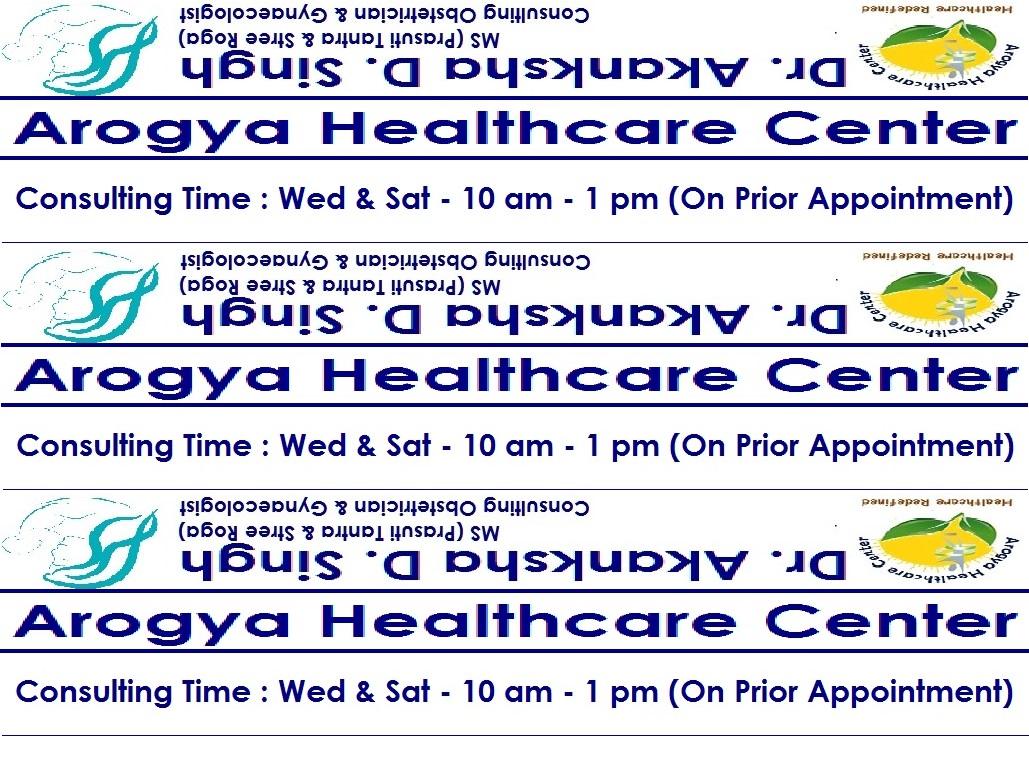 Arogya Healthcare Center
Healthcare Redefined
Dr. Akanksha D. Singh
MS (Prasuti Tantra & Stree Roga)
Consulting Obstetrician & Gynaecologist
Arogya Healthcare Center
Consulting Time : Wed & Sat - 10 am - 1 pm (On Prior Appointment)
Arogya Healthcare Center
Healthcare Redefined
Dr. Akanksha D. Singh
MS (Prasuti Tantra & Stree Roga)
Consulting Obstetrician & Gynaecologist
Arogya Healthcare Center
Consulting Time : Wed & Sat - 10 am - 1 pm (On Prior Appointment)
Arogya Healthcare Center
Healthcare Redefined
Dr. Akanksha D. Singh
MS (Prasuti Tantra & Stree Roga)
Consulting Obstetrician & Gynaecologist
Arogya Healthcare Center
Consulting Time : Wed & Sat - 10 am - 1 pm (On Prior Appointment)